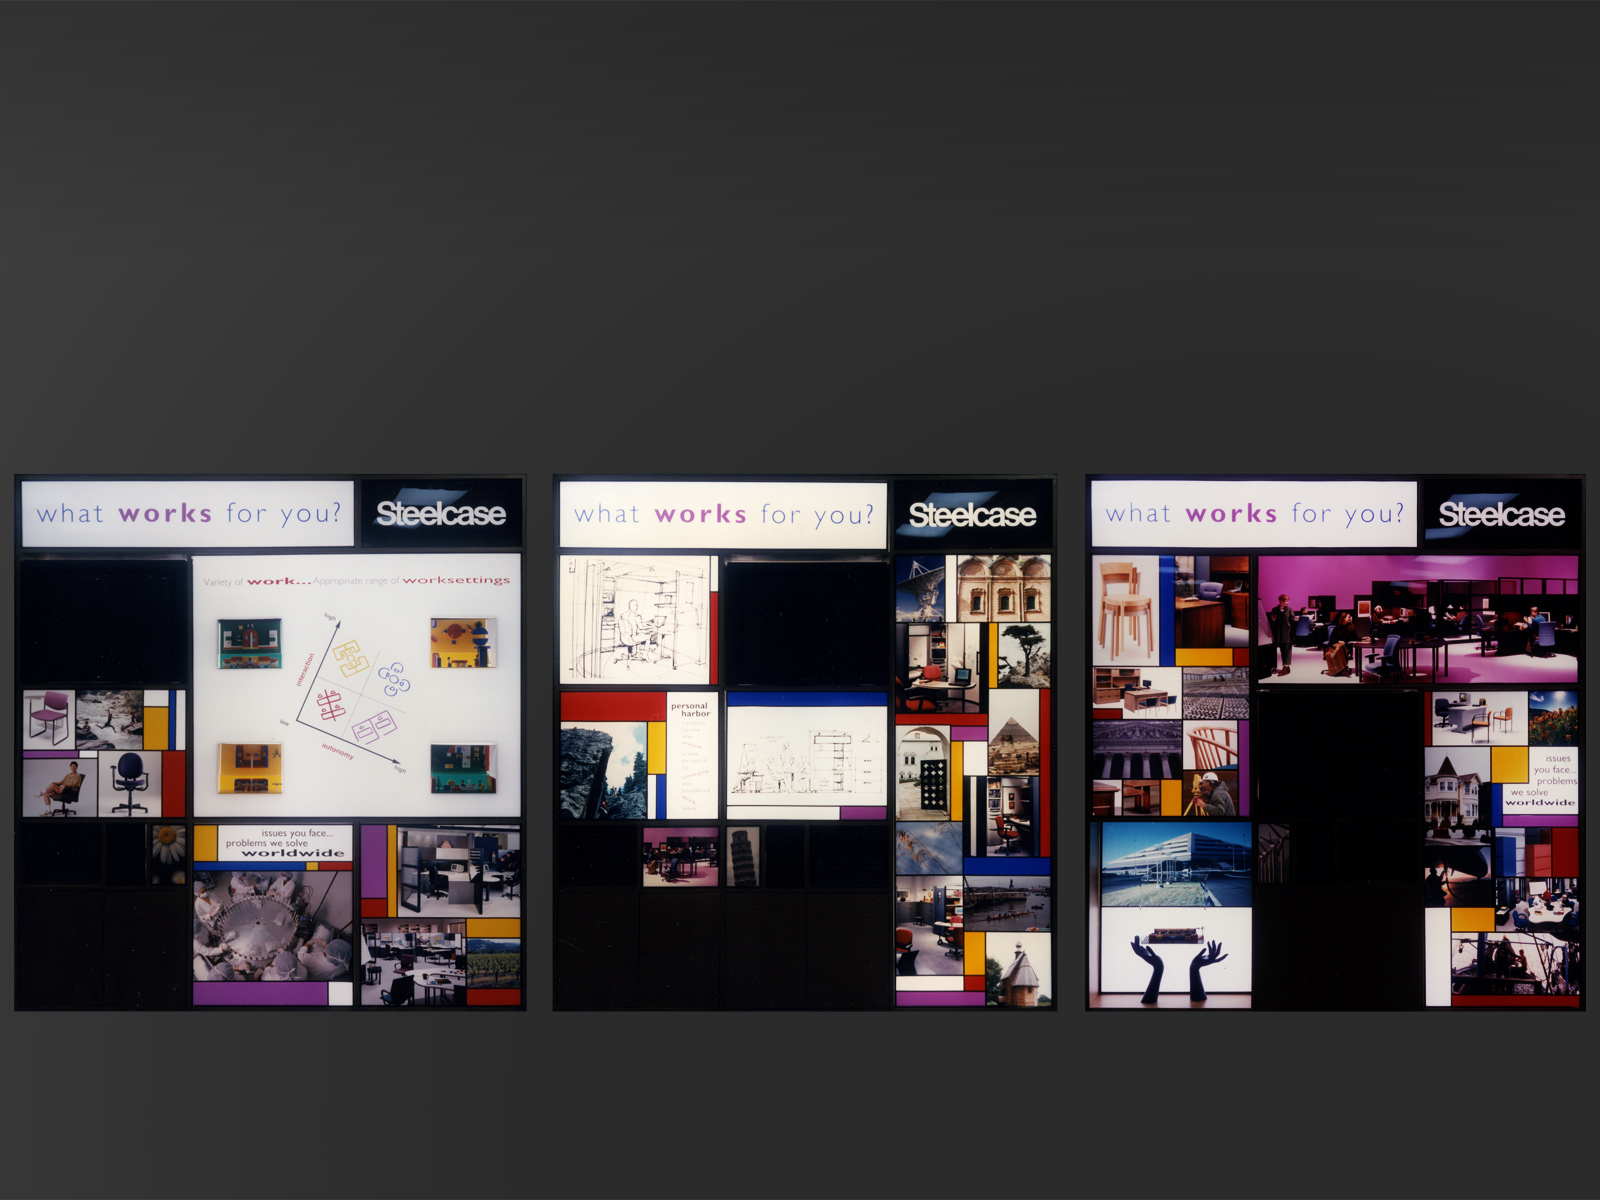 what works for you?
Steelcase
Variety of work... Appropriate range of worksettings
high
interaction
low
autonomy
high
issues you face...
problems we solve
worldwide
what works for you?
Steelcase
personal
harbor
what works for you?
Steelcase
issues
you face...
problems
we solve
worldwide